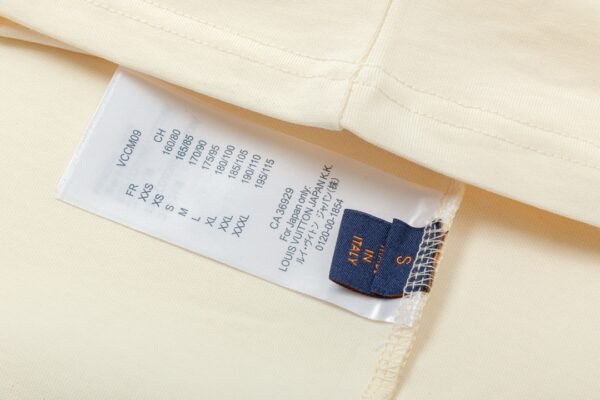 VCCM09
FR CH
XXS 160/80
XS 165/85
S 170/90
M 175/95
L 180/100
XL 185/105
XXL 190/110
XXXL 195/115
CA 36929
For Japan only:
LOUIS VUITTON JAPAN K.K.
ルイ・ヴィトン ジャパン(株)
0120-00-1854
IN
ITALY
S